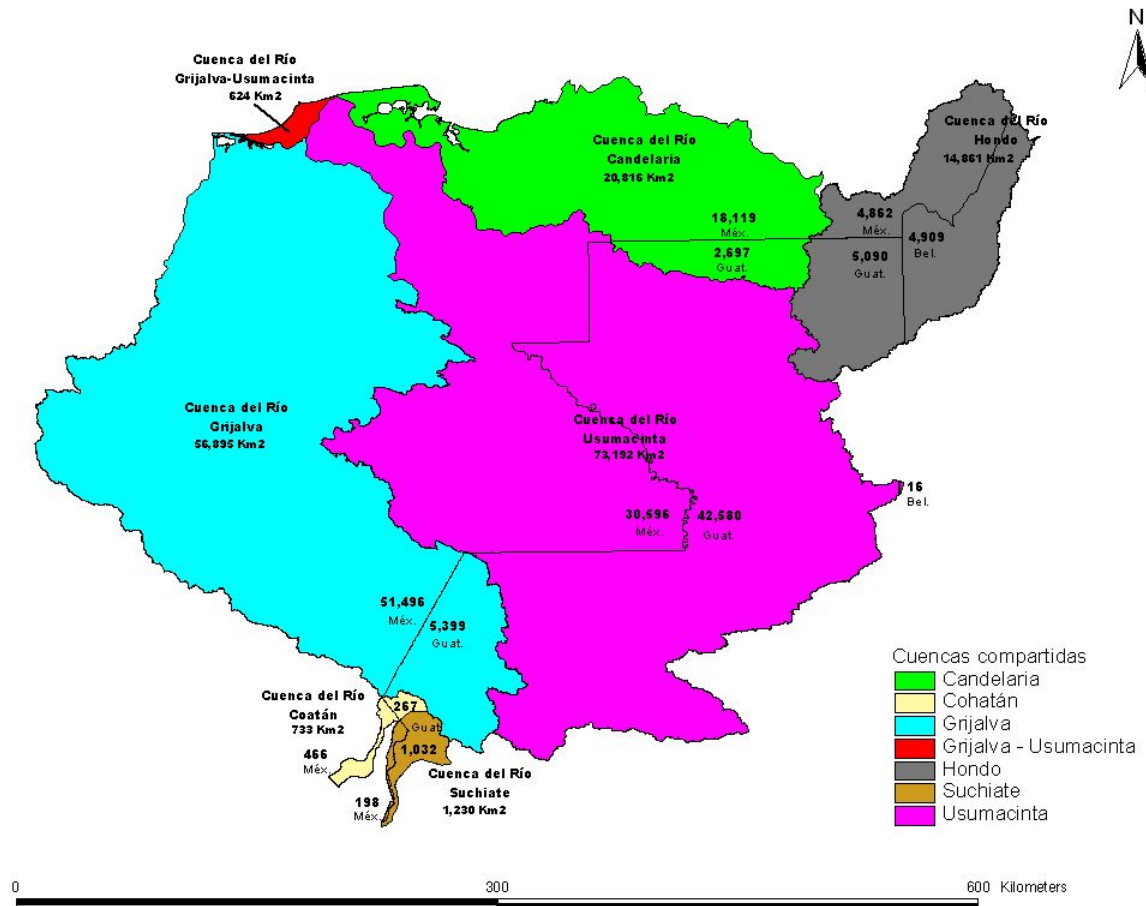 N
Cuenca del Río
Grijalva-Usumacinta
624 Km2
Cuenca del Río
Candelaria
20,816 Km2
Cuenca del Río
Hondo
14,861 Km2
18,119
Méx.
2,697
Guat.
4,862
Méx.
5,090
Guat.
4,909
Bel.
Cuenca del Río
Grijalva
56,895 Km2
Cuenca del Río
Usumacinta
73,192 Km2
16
Bel.
30,596
Méx.
42,580
Guat.
51,496
Méx.
5,399
Guat.
Cuenca del Río
Coatán
733 Km2
267
Guat.
466
Méx.
1,032
198
Méx.
Cuenca del Río
Suchiate
1,230 Km2
Cuencas compartidas
Candelaria
Cohatán
Grijalva
Grijalva - Usumacinta
Hondo
Suchiate
Usumacinta
0 300 600 Kilometers